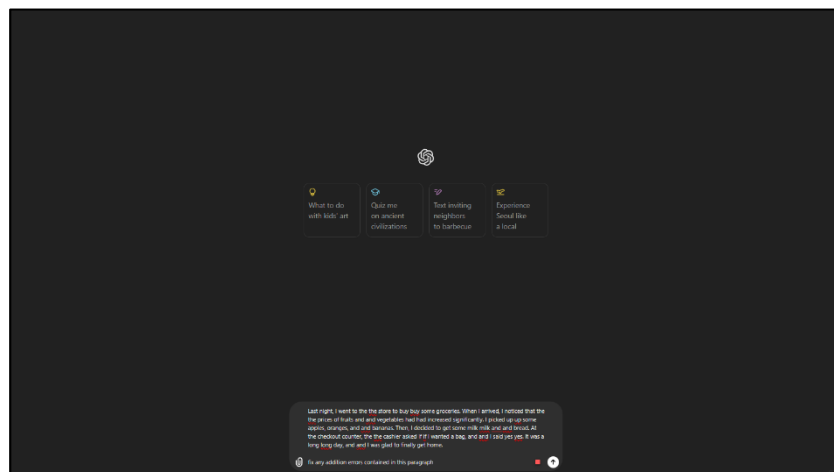 What to do
with kids' art
Quiz me
on ancient
civilizations
Text inviting
neighbors
to barbecue
Experience
Seoul like
a local
Last night, I went to the the store to buy buy some groceries. When I arrived, I noticed that the
the prices of fruits and and vegetables had had increased significantly. I picked up up some
apples, oranges, and and bananas. Then, I decided to get some milk milk and and bread. At
the checkout counter, the the cashier asked if if I wanted a bag, and and I said yes yes. It was a
long long day, and and I was glad to finally get home.
fix any addition errors contained in this paragraph